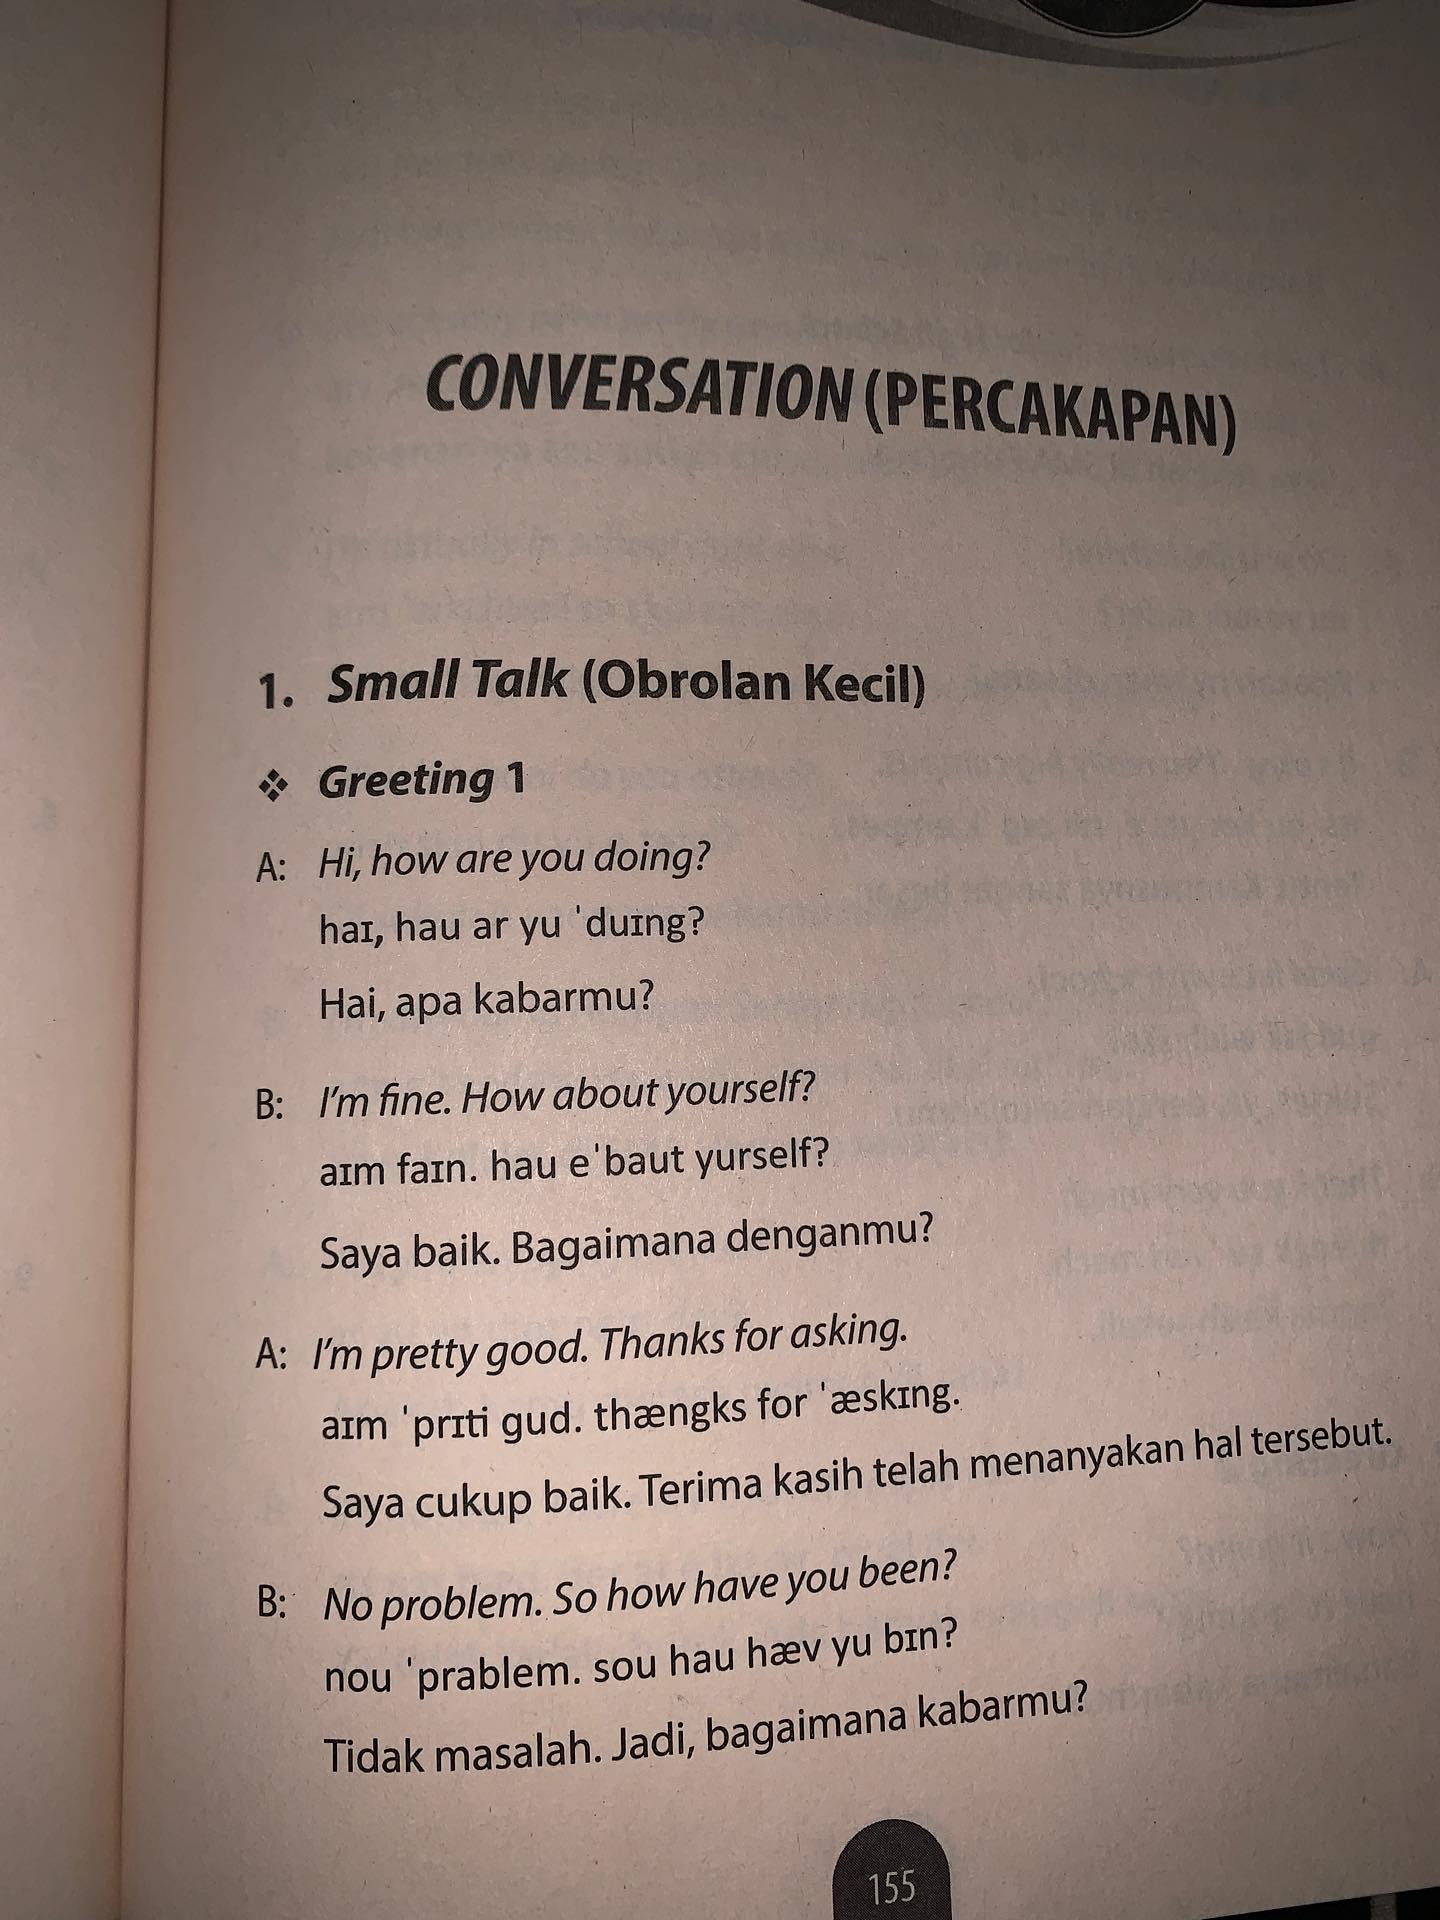 CONVERSATION (PERCAKAPAN)
1. Small Talk (Obrolan Kecil)
❖ Greeting 1
A: Hi, how are you doing?
haɪ, hau ar yu ˈduɪng?
Hai, apa kabarmu?
B: I'm fine. How about yourself?
aɪm faɪn. hau eˈbaut yurself?
Saya baik. Bagaimana denganmu?
A: I'm pretty good. Thanks for asking.
aɪm ˈprɪti gud. thængks for ˈæskɪng.
Saya cukup baik. Terima kasih telah menanyakan hal tersebut.
B: No problem. So how have you been?
nou ˈprablem. sou hau hæv yu bɪn?
Tidak masalah. Jadi, bagaimana kabarmu?
155